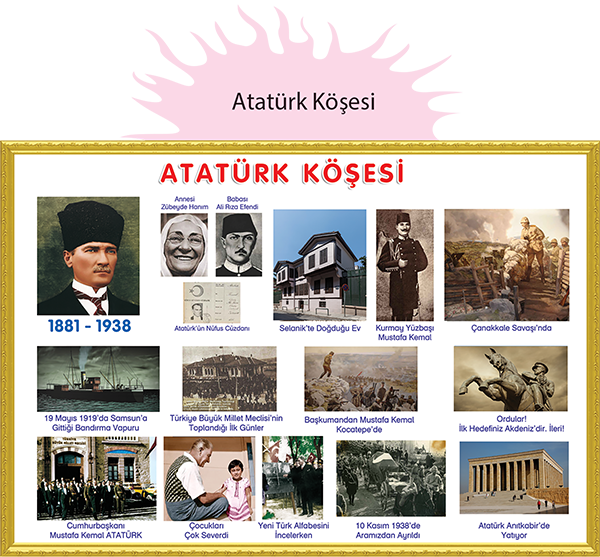 Atatürk Köşesi
ATATÜRK KÖŞESİ
Annesi
Zübeyde Hanım
Babası
Ali Rıza Efendi
1881 - 1938
Atatürk'ün Nüfus Cüzdanı
Selanik'te Doğduğu Ev
Kurmay Yüzbaşı
Mustafa Kemal
Çanakkale Savaşı'nda
19 Mayıs 1919'da Samsun'a
Gittiği Bandırma Vapuru
Türkiye Büyük Millet Meclisi'nin
Toplandığı İlk Günler
Başkumandan Mustafa Kemal
Kocatepe'de
Ordular!
İlk Hedefiniz Akdeniz'dir. İleri!
Cumhurbaşkanı
Mustafa Kemal ATATÜRK
Çocukları
Çok Severdi
Yeni Türk Alfabesini
İncelerken
10 Kasım 1938'de
Aramızdan Ayrıldı
Atatürk Anıtkabir'de
Yatıyor